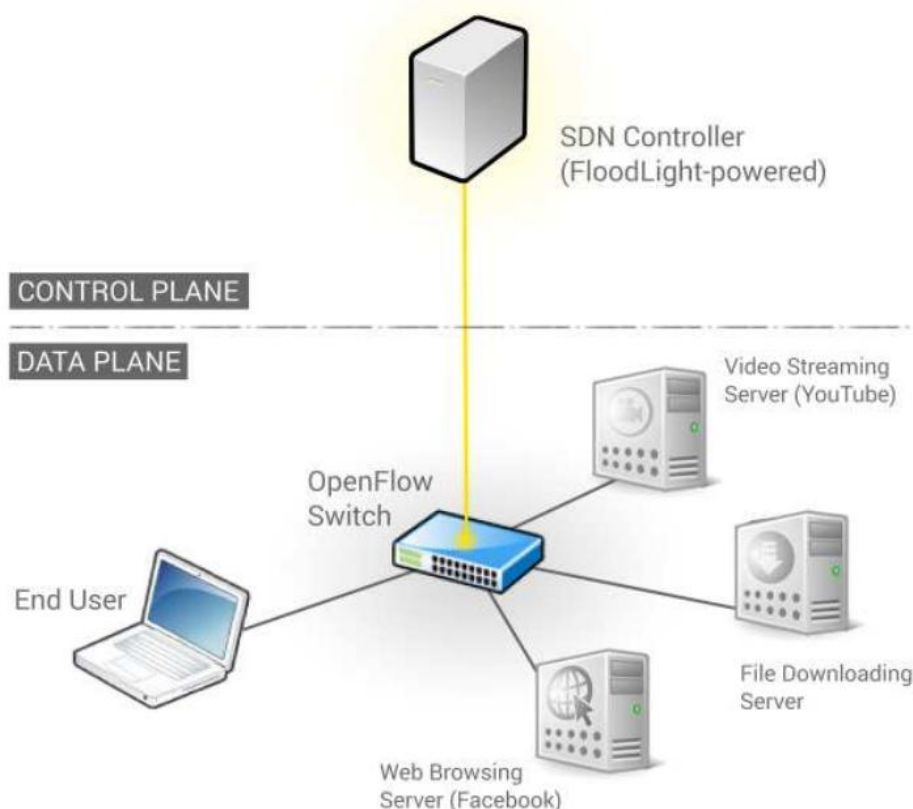 SDN Controller
(FloodLight-powered)
CONTROL PLANE
DATA PLANE
Video Streaming
Server (YouTube)
OpenFlow
Switch
End User
File Downloading
Server
Web Browsing
Server (Facebook)